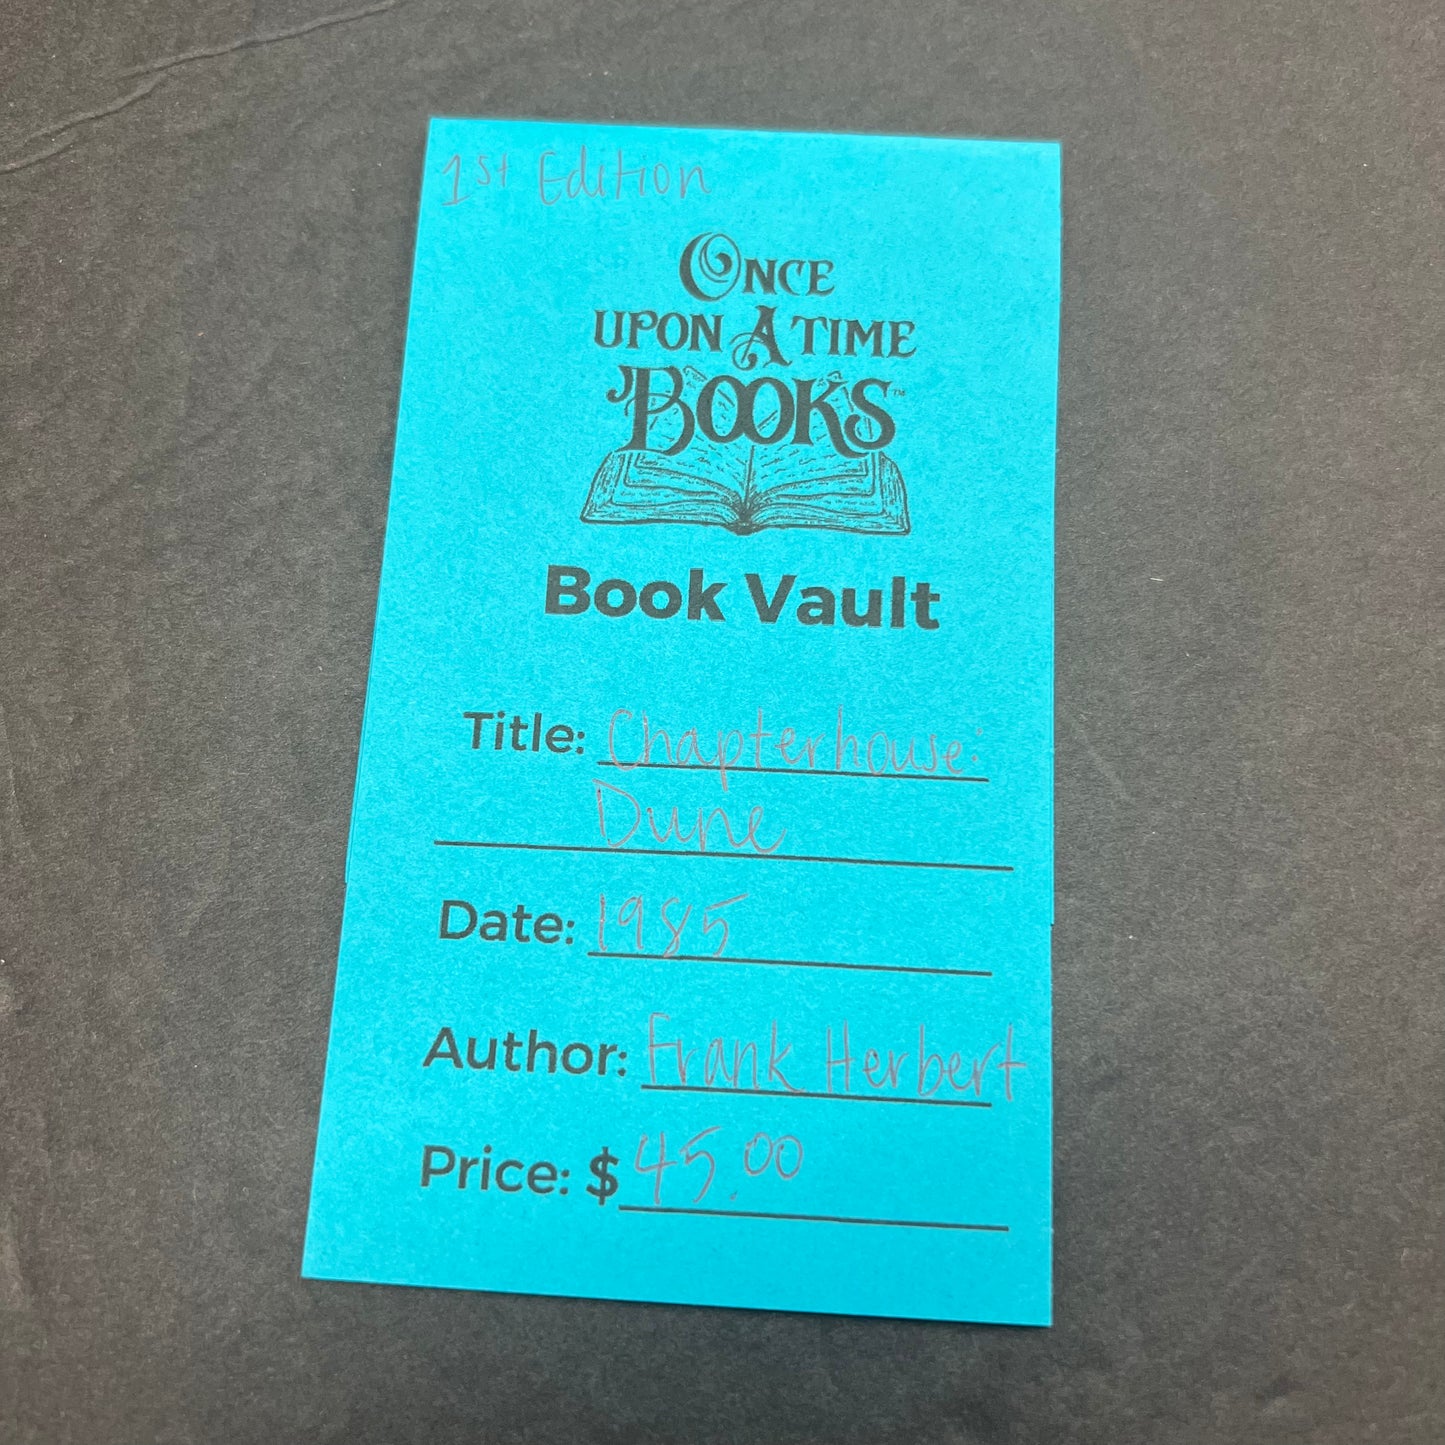 1st Edition
ONCE
UPON A TIME
BOOKS™
Book Vault
Title: Chapterhouse:
Dune
Date: 1985
Author: Frank Herbert
Price: $45.00